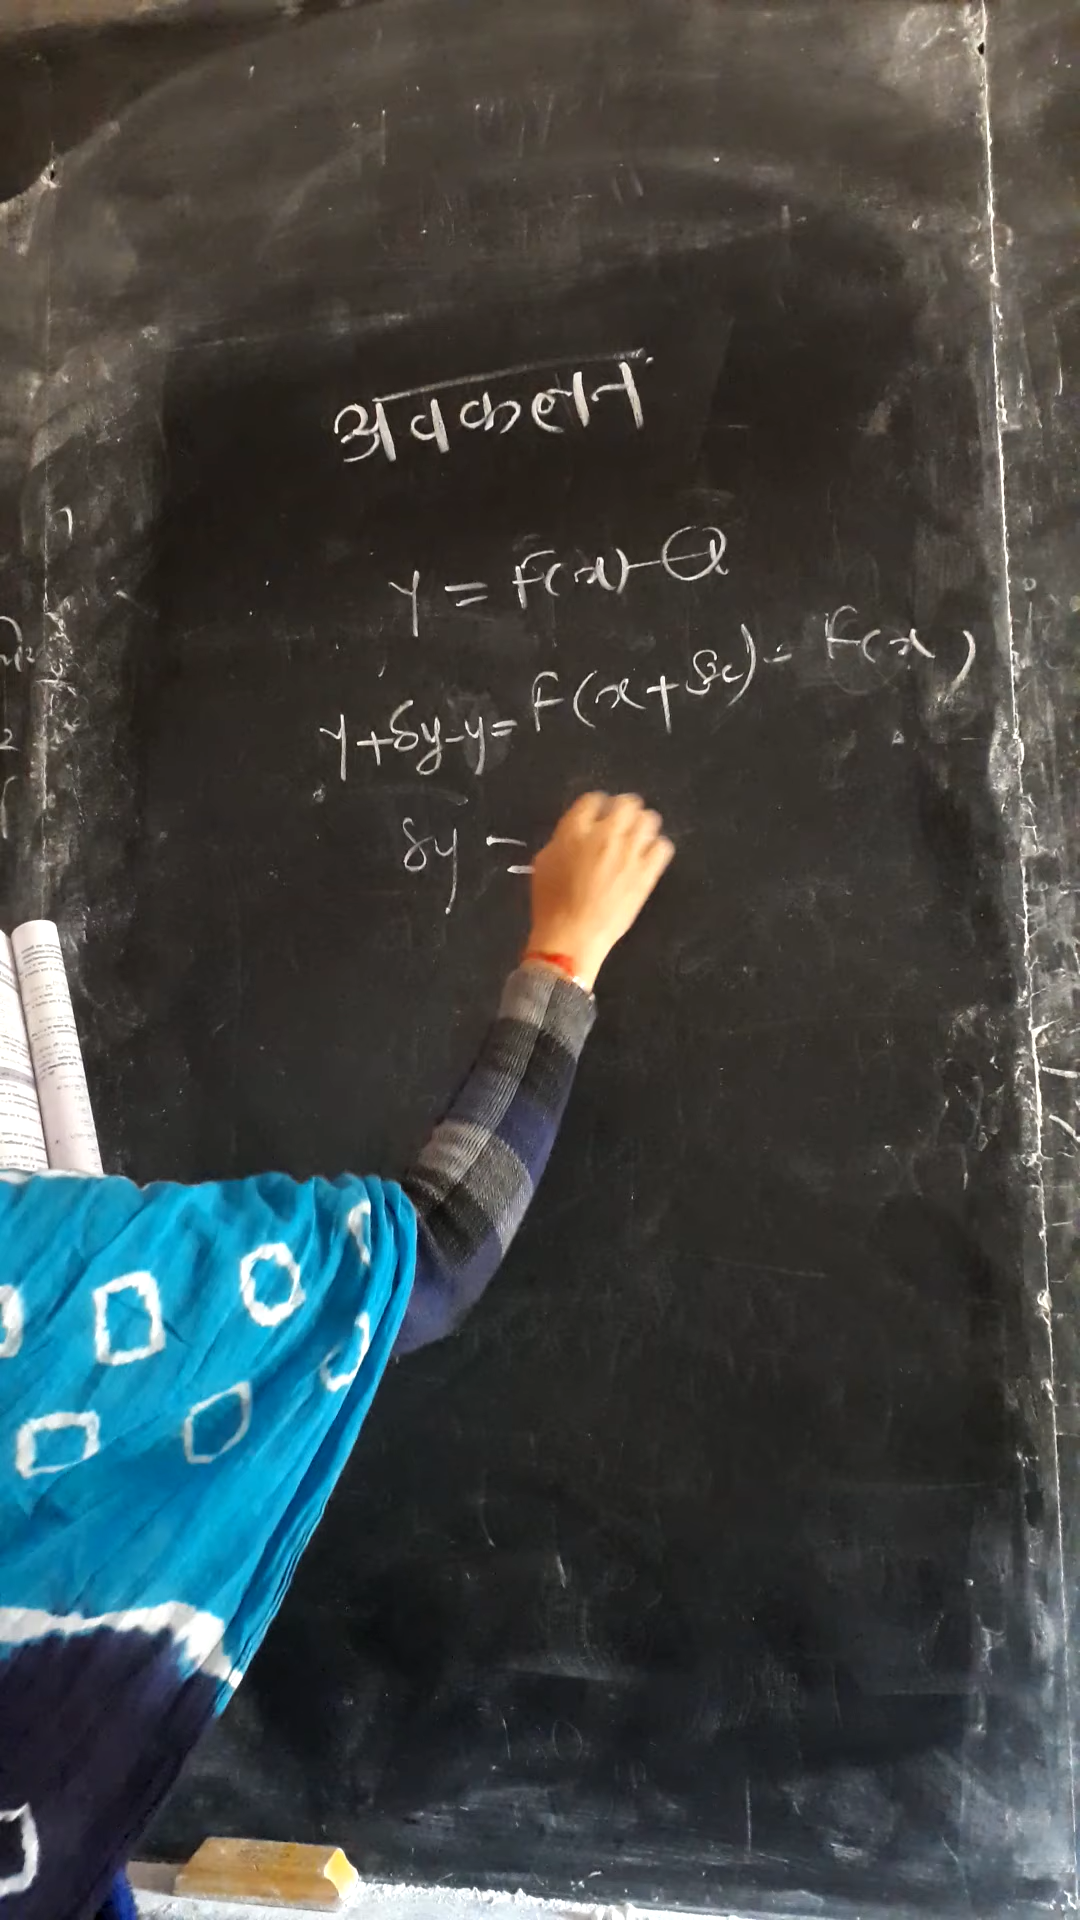 अवकलन
y = F(x) - ①
y + δy - y = F(x + δx) - F(x)
δy =